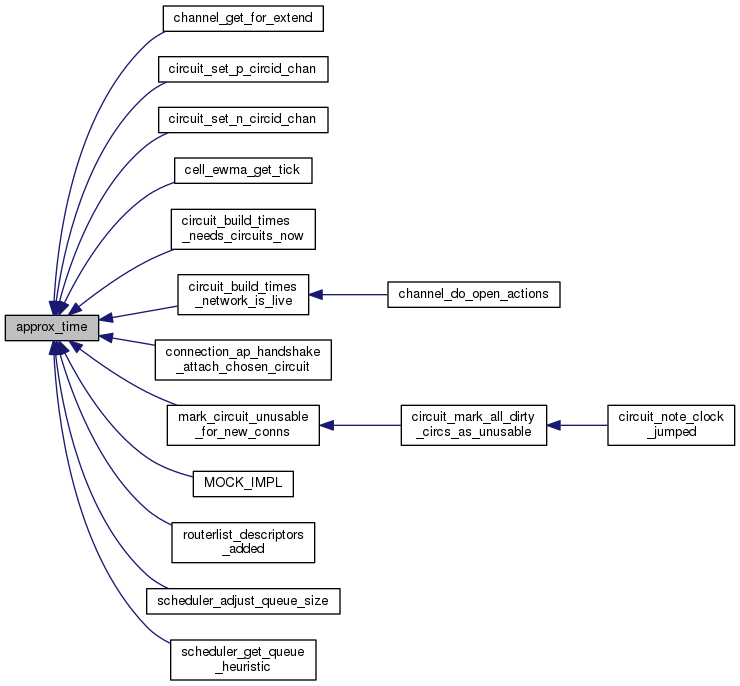 channel_get_for_extend
circuit_set_p_circid_chan
circuit_set_n_circid_chan
cell_ewma_get_tick
circuit_build_times
_needs_circuits_now
circuit_build_times
_network_is_live
channel_do_open_actions
approx_time
connection_ap_handshake
_attach_chosen_circuit
mark_circuit_unusable
_for_new_conns
circuit_mark_all_dirty
_circs_as_unusable
circuit_note_clock
_jumped
MOCK_IMPL
routerlist_descriptors
_added
scheduler_adjust_queue_size
scheduler_get_queue
_heuristic